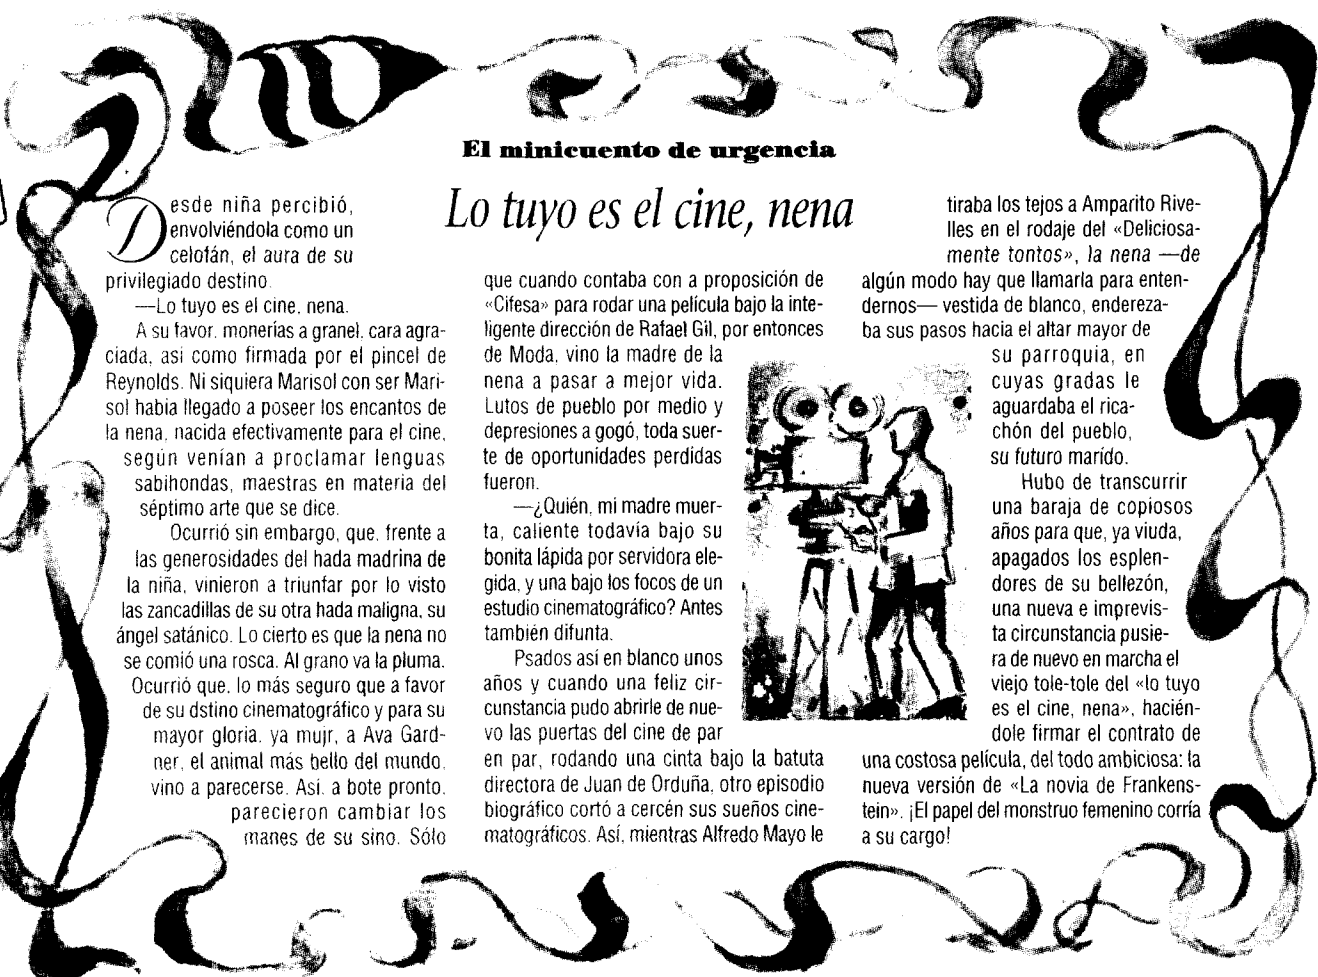 El minicuento de urgencia
Lo tuyo es el cine, nena
Desde niña percibió,
envolviéndola como un
celofán, el aura de su
privilegiado destino.
—Lo tuyo es el cine, nena.
A su favor, monerías a granel, cara agra-
ciada, así como firmada por el pincel de
Reynolds. Ni siquiera Marisol con ser Mari-
sol había llegado a poseer los encantos de
la nena, nacida efectivamente para el cine,
según venían a proclamar lenguas
sabihondas, maestras en materia del
séptimo arte que se dice.
Ocurrió sin embargo, que, frente a
las generosidades del hada madrina de
la niña, vinieron a triunfar por lo visto
las zancadillas de su otra hada maligna, su
ángel satánico. Lo cierto es que la nena no
se comió una rosca. Al grano va la pluma.
Ocurrió que, lo más seguro que a favor
de su dstino cinematográfico y para su
mayor gloria, ya mujr, a Ava Gard-
ner, el animal más bello del mundo,
vino a parecerse. Así, a bote pronto,
parecieron cambiar los
manes de su sino. Sólo
que cuando contaba con a proposición de
«Cifesa» para rodar una película bajo la inte-
ligente dirección de Rafael Gil, por entonces
de Moda, vino la madre de la
nena a pasar a mejor vida.
Lutos de pueblo por medio y
depresiones a gogó, toda suer-
te de oportunidades perdidas
fueron.
—¿Quién, mi madre muer-
ta, caliente todavía bajo su
bonita lápida por servidora ele-
gida, y una bajo los focos de un
estudio cinematográfico? Antes
también difunta.
Psados así en blanco unos
años y cuando una feliz cir-
cunstancia pudo abrirle de nue-
vo las puertas del cine de par
en par, rodando una cinta bajo la batuta
directora de Juan de Orduña, otro episodio
biográfico cortó a cercén sus sueños cine-
matográficos. Así, mientras Alfredo Mayo le
tiraba los tejos a Amparito Rive-
lles en el rodaje del «Deliciosa-
mente tontos», la nena —de
algún modo hay que llamarla para enten-
dernos— vestida de blanco, endereza-
ba sus pasos hacia el altar mayor de
su parroquia, en
cuyas gradas le
aguardaba el rica-
chón del pueblo,
su futuro marido.
Hubo de transcurrir
una baraja de copiosos
años para que, ya viuda,
apagados los esplen-
dores de su bellezón,
una nueva e imprevis-
ta circunstancia pusie-
ra de nuevo en marcha el
viejo tole-tole del «lo tuyo
es el cine, nena», hacién-
dole firmar el contrato de
una costosa película, del todo ambiciosa: la
nueva versión de «La novia de Frankens-
tein». ¡El papel del monstruo femenino corría
a su cargo!